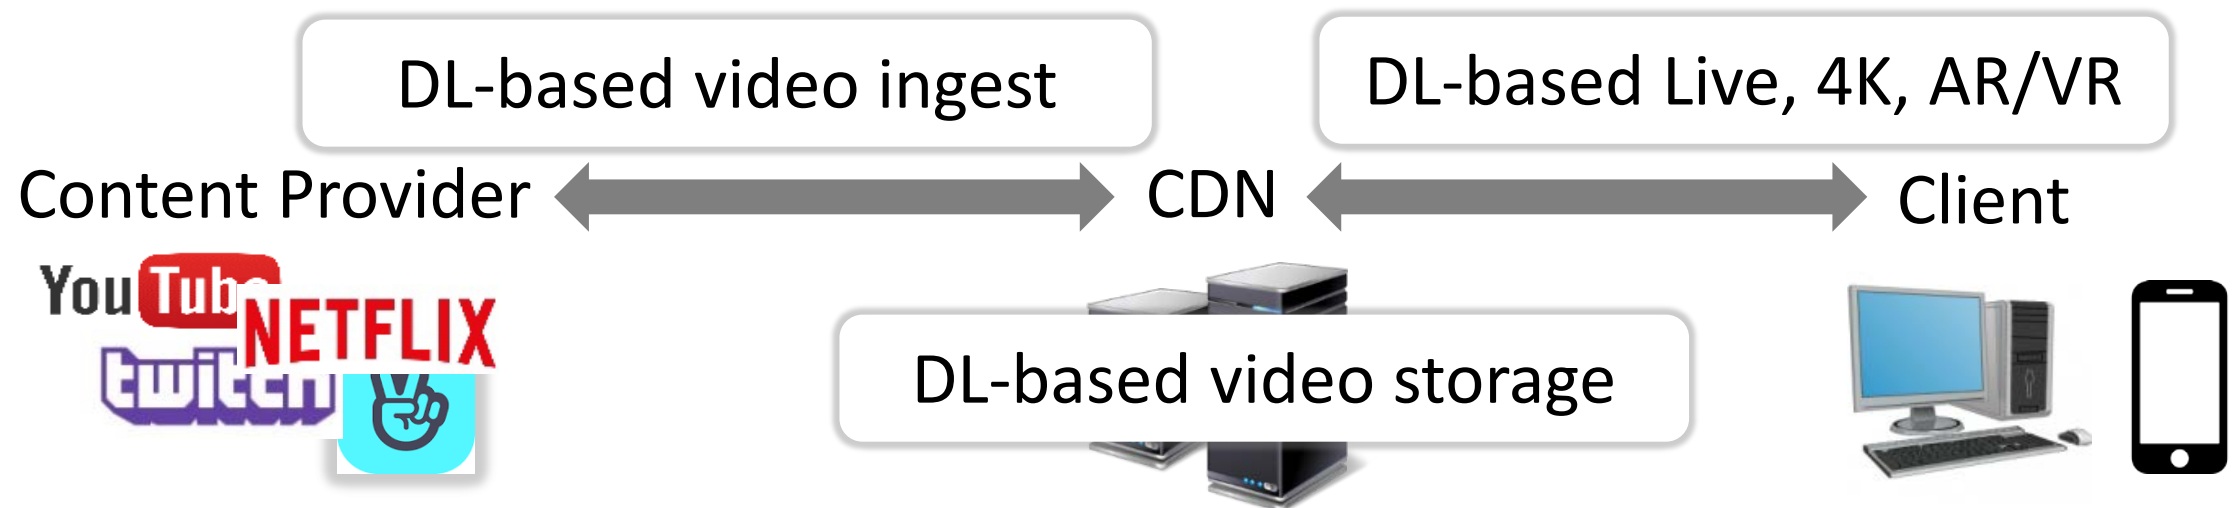 DL-based video ingest
DL-based Live, 4K, AR/VR
Content Provider
CDN
Client
YouTube
NETFLIX
twitch
DL-based video storage